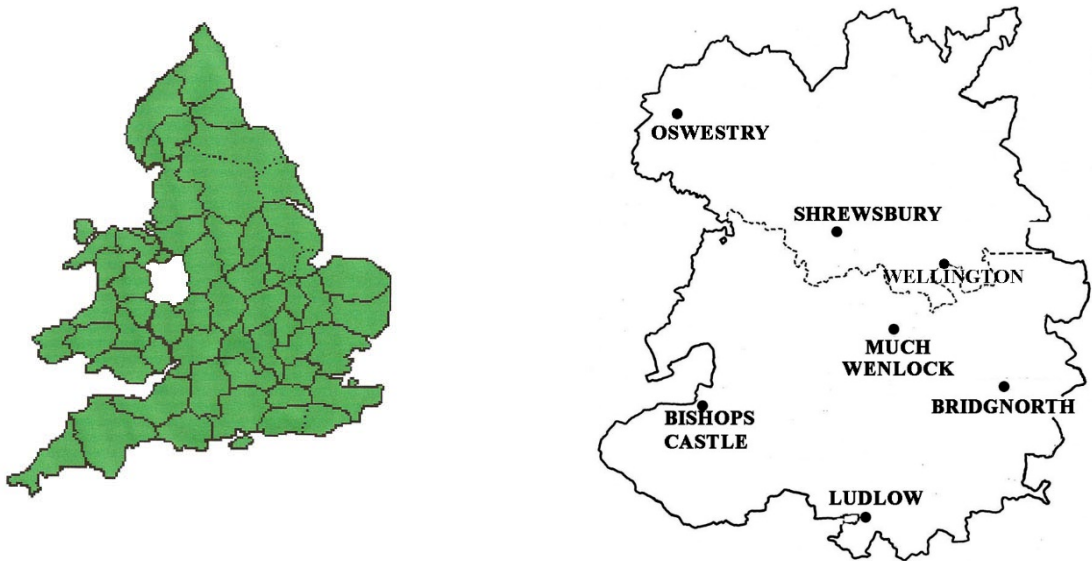 OSWESTRY
SHREWSBURY
WELLINGTON
MUCH
WENLOCK
BRIDGNORTH
BISHOPS
CASTLE
LUDLOW